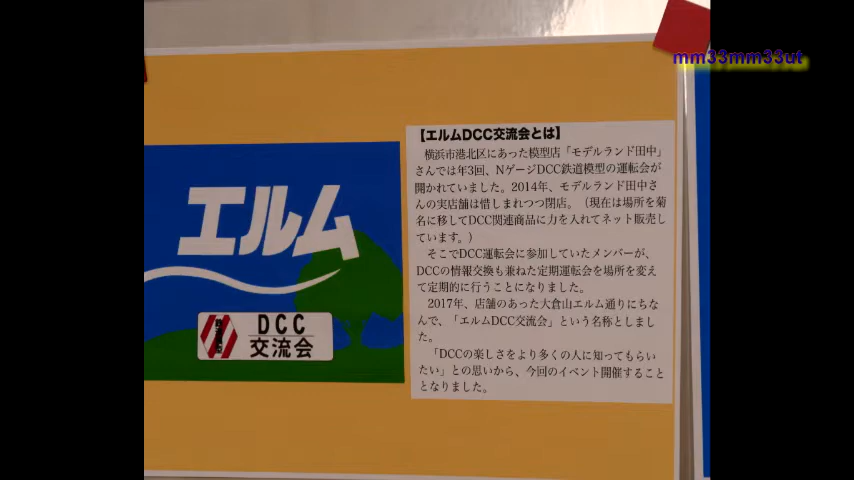 mm33mm33ut
エルム
DCC
交流会
【エルムDCC交流会とは】
横浜市港北区にあった模型店「モデルランド田中」
さんでは年3回、NゲージDCC鉄道模型の運転会が
開かれていました。2014年、モデルランド田中さ
んの実店舗は惜しまれつつ閉店。（現在は場所を菊
名に移してDCC関連商品に力を入れてネット販売し
ています。）
そこでDCC運転会に参加していたメンバーが、
DCCの情報交換も兼ねた定期運転会を場所を変え
て定期的に行うことになりました。
2017年、店舗のあった大倉山エルム通りにちな
んで、「エルムDCC交流会」という名称としまし
た。
「DCCの楽しさをより多くの人に知ってもらい
たい」との思いから、今回のイベント開催すること
となりました。